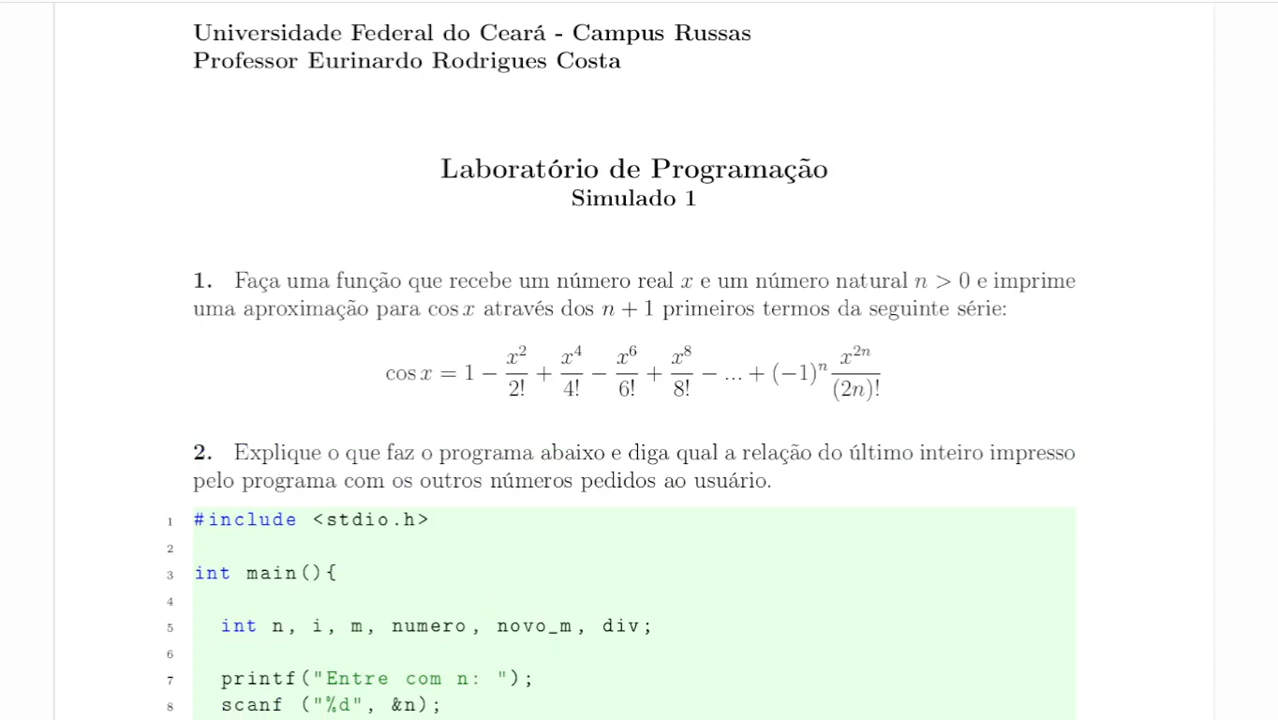 Universidade Federal do Ceará - Campus Russas
Professor Eurinardo Rodrigues Costa
Laboratório de Programação
Simulado 1
1. Faça uma função que recebe um número real x e um número natural n > 0 e imprime
uma aproximação para cos x através dos n + 1 primeiros termos da seguinte série:
cos x = 1 − x²/2! + x⁴/4! − x⁶/6! + x⁸/8! − ... + (−1)ⁿ x²ⁿ/(2n)!
2. Explique o que faz o programa abaixo e diga qual a relação do último inteiro impresso
pelo programa com os outros números pedidos ao usuário.
1 #include <stdio.h>
2
3 int main(){
4
5 int n, i, m, numero, novo_m, div;
6
7 printf("Entre com n: ");
8 scanf ("%d", &n);